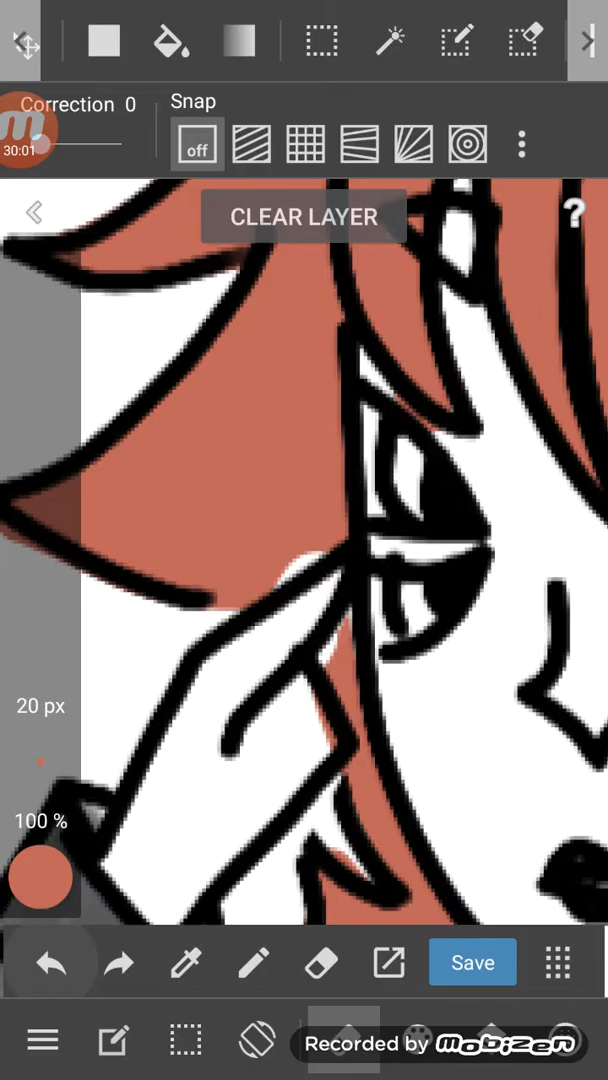 Correction 0
Snap
m
30:01
off
CLEAR LAYER
?
20 px
100 %
Save
Recorded by mobizen